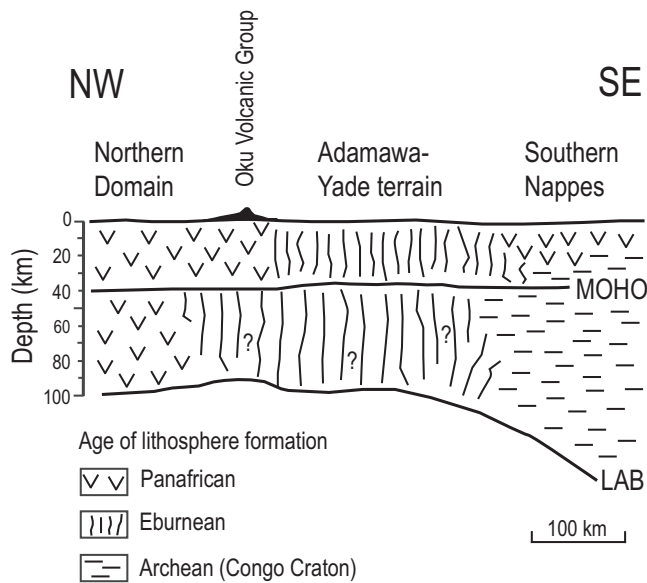 NW
Oku Volcanic Group
SE
Northern
Domain
Adamawa-
Yade terrain
Southern
Nappes
Depth (km)
0
20
40
60
80
100
MOHO
?
?
?
LAB
Age of lithosphere formation
Panafrican
Eburnean
Archean (Congo Craton)
100 km